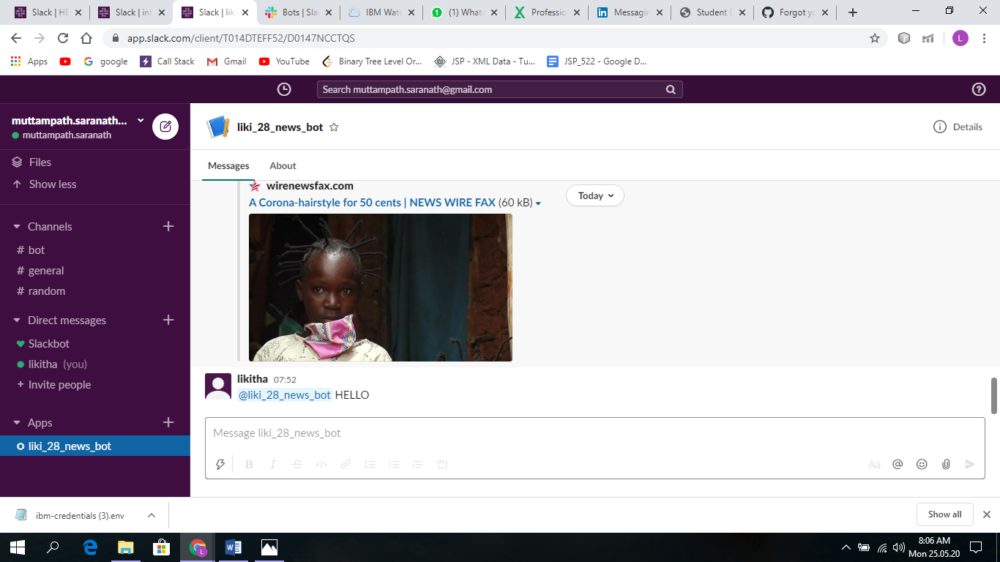 Slack | HE
Slack | int
Slack | lik
Bots | Sla
IBM Wats
(1) Whats
Professio
Messagin
Student D
Forgot yo
app.slack.com/client/T014DTEFF52/D0147NCCTQS
L
Apps
google
Call Stack
Gmail
YouTube
Binary Tree Level Or...
JSP - XML Data - Tu...
JSP_522 - Google D...
Search muttampath.saranath@gmail.com
muttampath.saranath...
muttampath.saranath
Files
Show less
Channels
# bot
# general
# random
Direct messages
Slackbot
likitha (you)
+ Invite people
Apps
liki_28_news_bot
liki_28_news_bot
Details
Messages
About
wirenewsfax.com
Today
A Corona-hairstyle for 50 cents | NEWS WIRE FAX (60 kB)
likitha 07:52
@liki_28_news_bot HELLO
Message liki_28_news_bot
B I S </> Aa @
ibm-credentials (3).env
Show all
8:06 AM
Mon 25.05.20